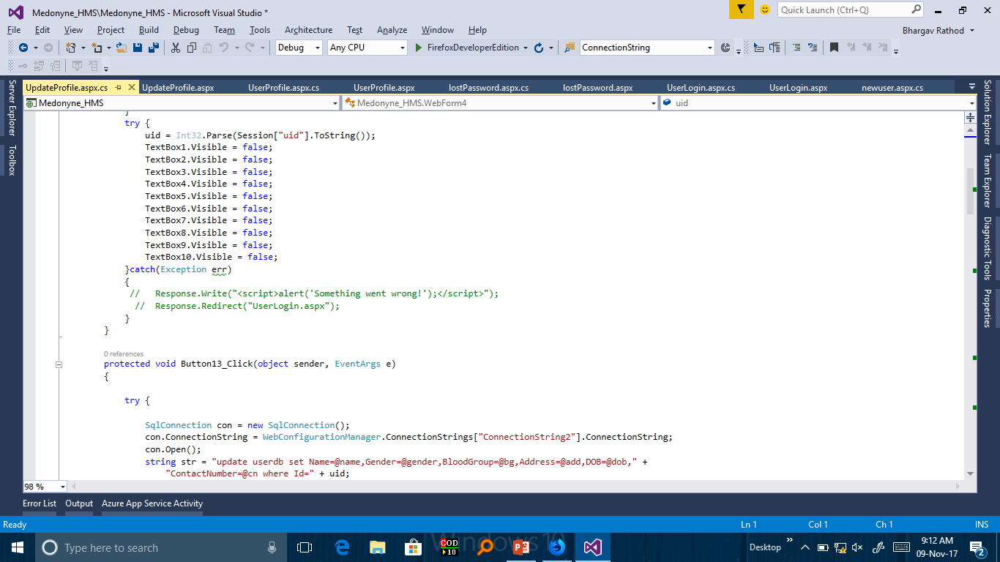 Medonyne_HMS\Medonyne_HMS - Microsoft Visual Studio *
Quick Launch (Ctrl+Q)
File Edit View Project Build Debug Team Tools Architecture Test Analyze Window Help
Bhargav Rathod
Debug Any CPU FirefoxDeveloperEdition ConnectionString
UpdateProfile.aspx.cs UpdateProfile.aspx UserProfile.aspx.cs UserProfile.aspx lostPassword.aspx.cs lostPassword.aspx UserLogin.aspx.cs UserLogin.aspx newuser.aspx.cs
Medonyne_HMS Medonyne_HMS.WebForm4 uid
Server Explorer
Toolbox
}
try {
uid = Int32.Parse(Session["uid"].ToString());
TextBox1.Visible = false;
TextBox2.Visible = false;
TextBox3.Visible = false;
TextBox4.Visible = false;
TextBox5.Visible = false;
TextBox6.Visible = false;
TextBox7.Visible = false;
TextBox8.Visible = false;
TextBox9.Visible = false;
TextBox10.Visible = false;
}catch(Exception err)
{
// Response.Write("<script>alert('Something went wrong!');</script>");
// Response.Redirect("UserLogin.aspx");
}
}
0 references
protected void Button13_Click(object sender, EventArgs e)
{
try {
SqlConnection con = new SqlConnection();
con.ConnectionString = WebConfigurationManager.ConnectionStrings["ConnectionString2"].ConnectionString;
con.Open();
string str = "update userdb set Name=@name,Gender=@gender,BloodGroup=@bg,Address=@add,DOB=@dob," +
"ContactNumber=@cn where Id=" + uid;
Solution Explorer
Team Explorer
Diagnostic Tools
Properties
98 %
Error List Output Azure App Service Activity
Ready Ln 1 Col 1 Ch 1 INS
Type here to search
COD
►10
Windows 10
Desktop
9:12 AM
09-Nov-17
2